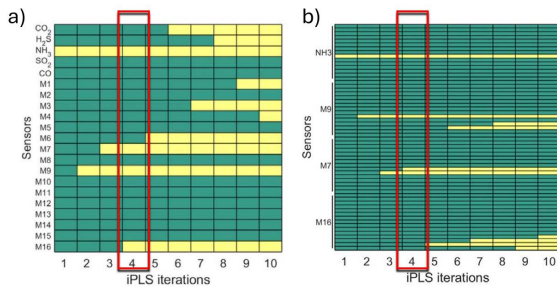 a)
CO₂
H₂S
NH₃
SO₂
CO
M1
M2
M3
M4
M5
M6
M7
M8
M9
M10
M11
M12
M13
M14
M15
M16
Sensors
1 2 3 4 5 6 7 8 9 10
iPLS iterations
b)
NH3
M9
M7
M16
Sensors
1 2 3 4 5 6 7 8 9 10
iPLS iterations